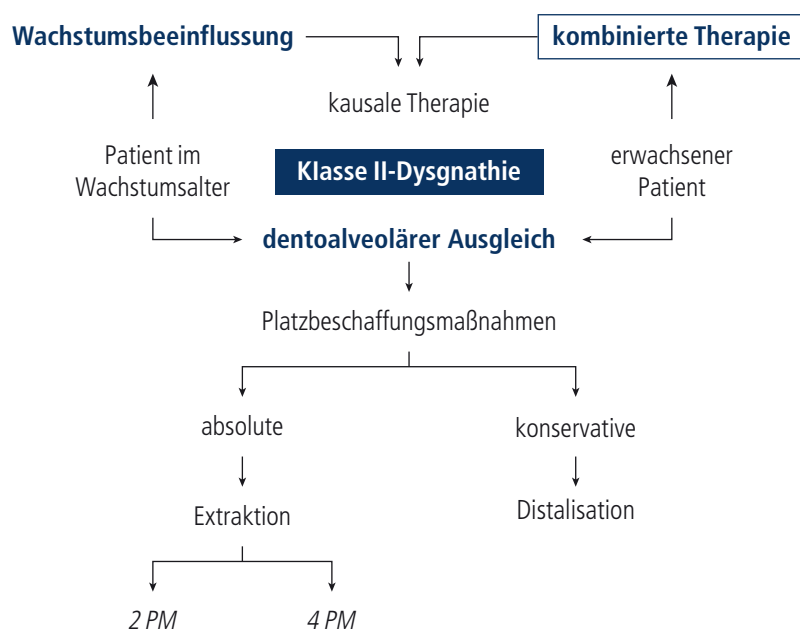 Wachstumsbeeinflussung
kombinierte Therapie
kausale Therapie
Patient im
Wachstumsalter
Klasse II-Dysgnathie
erwachsener
Patient
dentoalveolärer Ausgleich
Platzbeschaffungsmaßnahmen
absolute
konservative
Extraktion
Distalisation
2 PM
4 PM